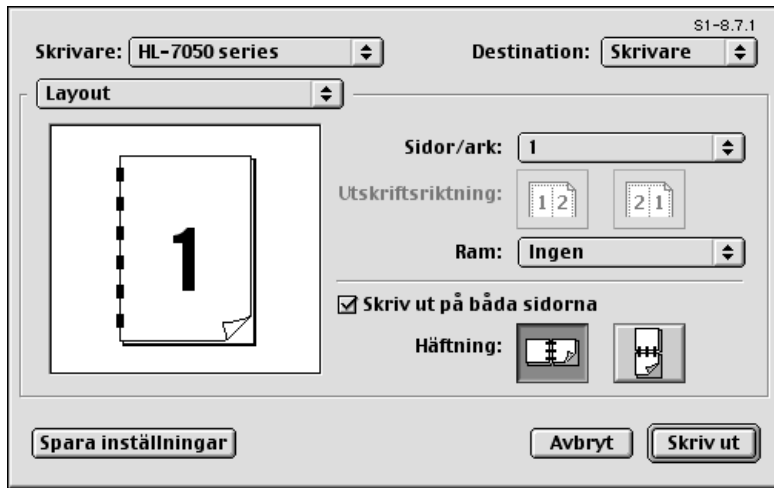 S1-8.7.1
Skrivare: HL-7050 series Destination: Skrivare
Layout
1
Sidor/ark: 1
Utskriftsriktning: 1 2 2 1
Ram: Ingen
Skriv ut på båda sidorna
Häftning:
Spara inställningar Avbryt Skriv ut